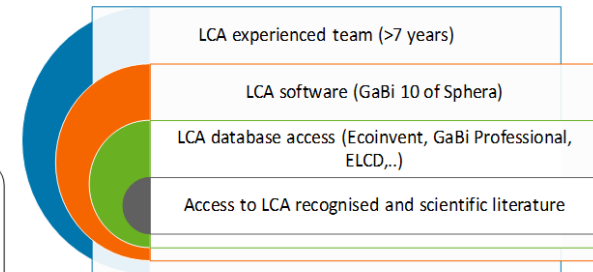 LCA experienced team (>7 years)
LCA software (GaBi 10 of Sphera)
LCA database access (Ecoinvent, GaBi Professional,
ELCD,..)
Access to LCA recognised and scientific literature